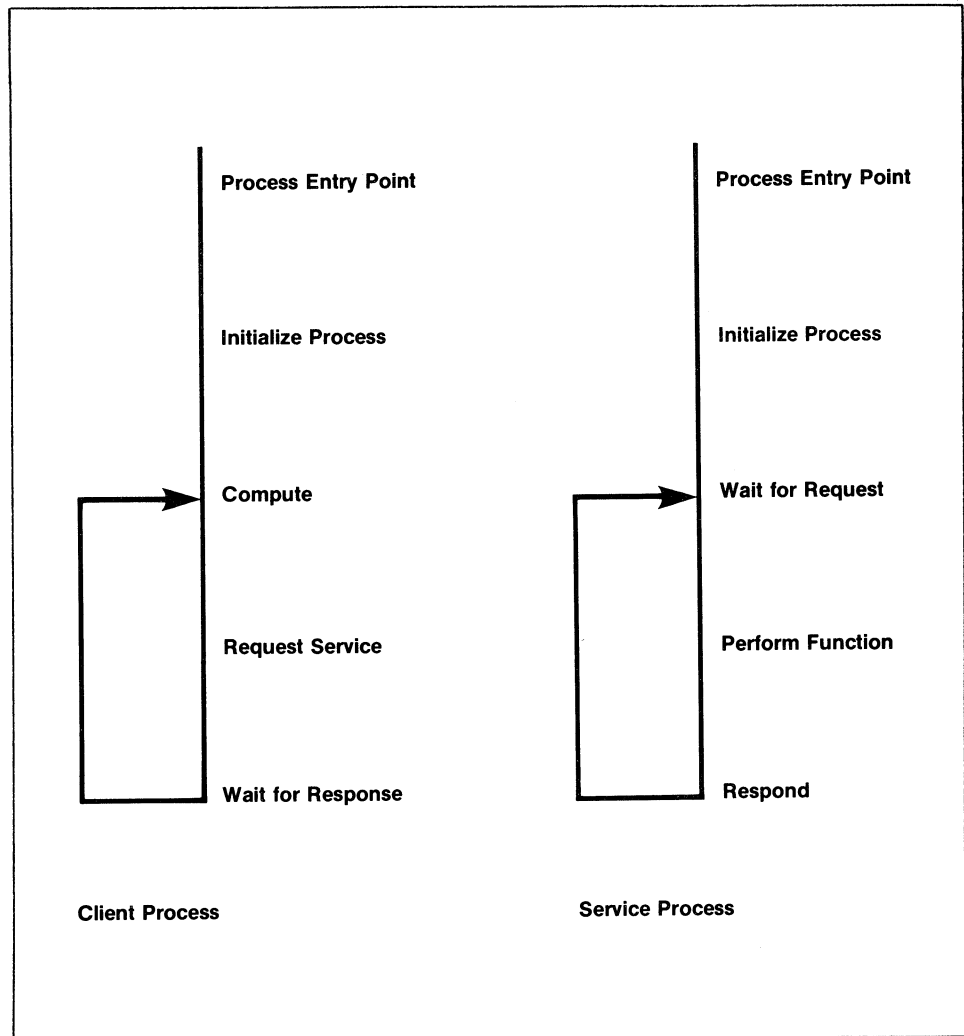 Process Entry Point
Initialize Process
Compute
Request Service
Wait for Response
Client Process
Process Entry Point
Initialize Process
Wait for Request
Perform Function
Respond
Service Process